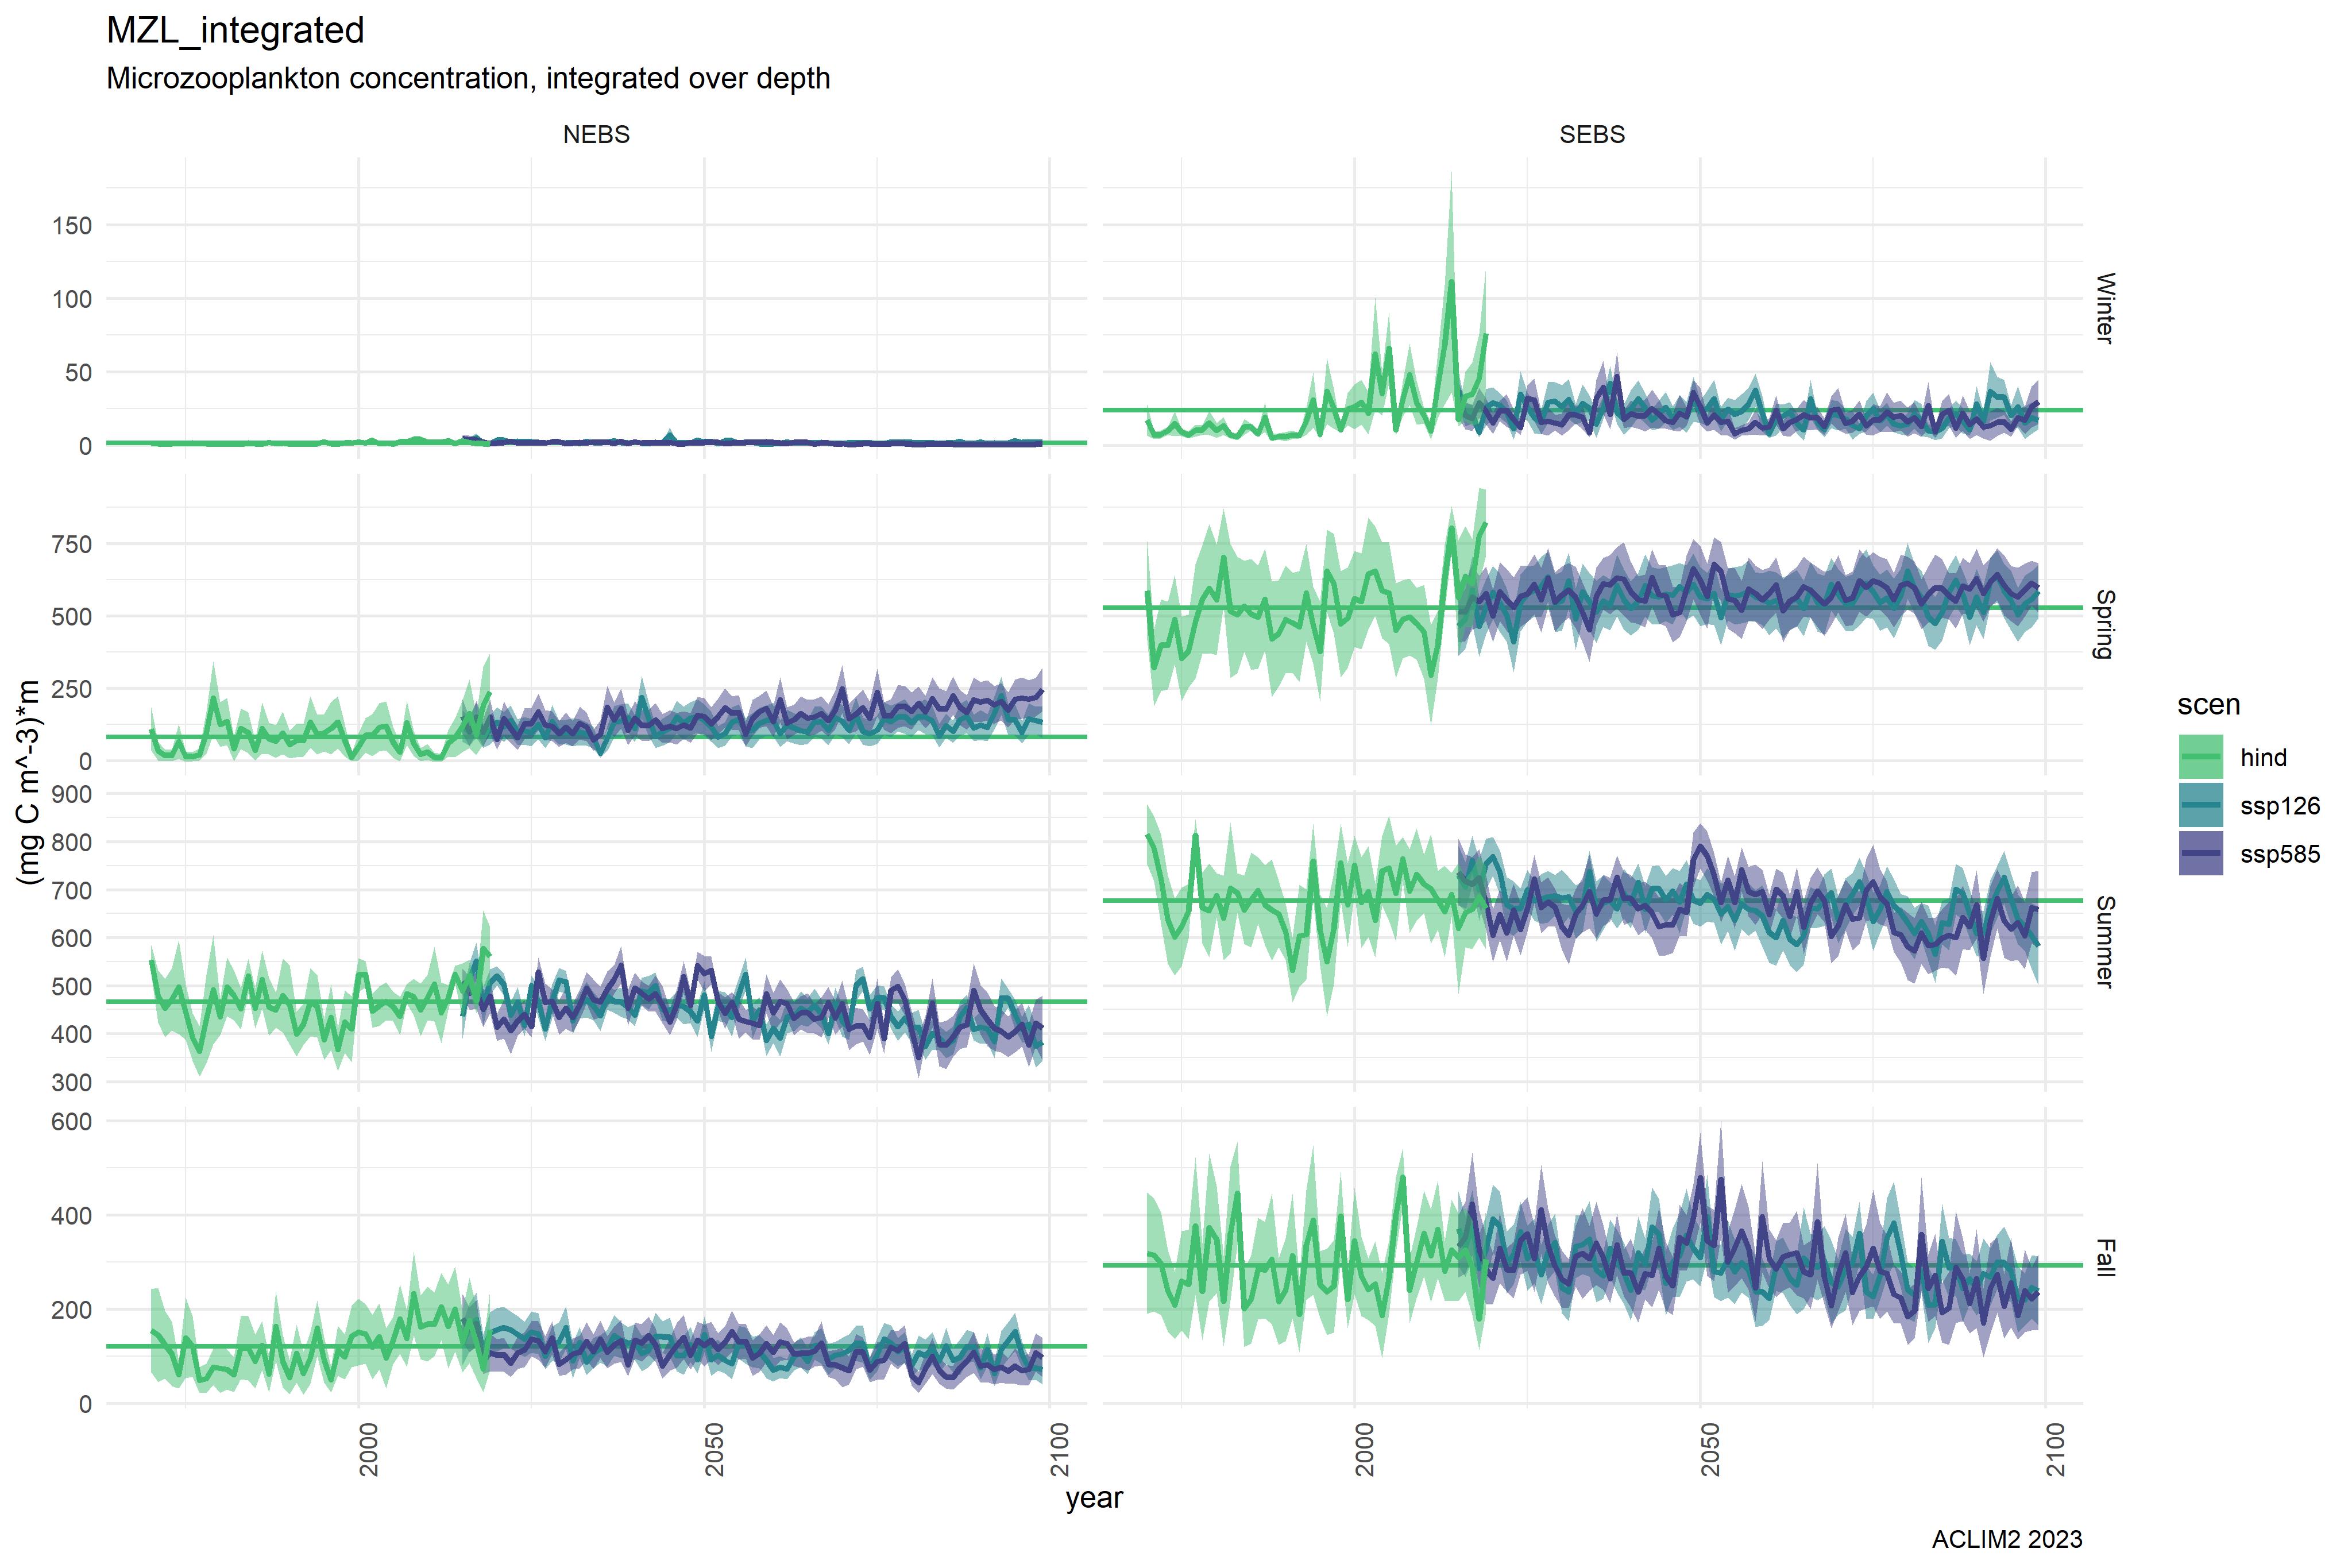 MZL_integrated
Microzooplankton concentration, integrated over depth
NEBS
SEBS
150
100
50
0
Winter
750
500
250
0
Spring
900
800
700
600
500
400
300
Summer
600
400
200
0
Fall
(mg C m^-3)*m
2000
2050
2100
2000
2050
2100
year
scen
hind
ssp126
ssp585
ACLIM2 2023